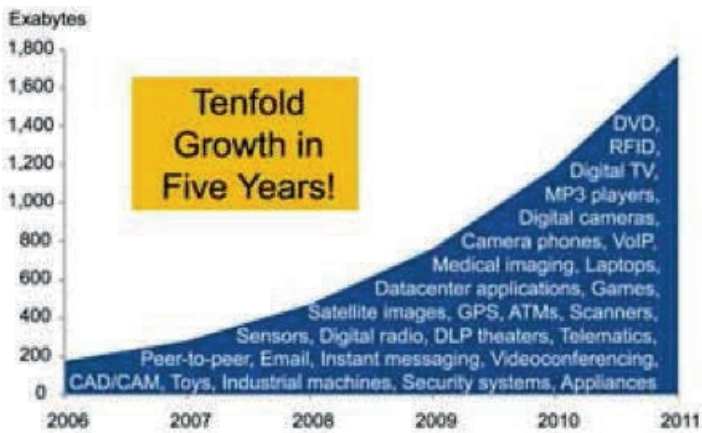 Exabytes
1,800
1,600
1,400
1,200
1,000
800
600
400
200
0
Tenfold
Growth in
Five Years!
DVD,
RFID,
Digital TV,
MP3 players,
Digital cameras,
Camera phones, VoIP,
Medical imaging, Laptops,
Datacenter applications, Games,
Satellite images, GPS, ATMs, Scanners,
Sensors, Digital radio, DLP theaters, Telematics,
Peer-to-peer, Email, Instant messaging, Videoconferencing,
CAD/CAM, Toys, Industrial machines, Security systems, Appliances
2006 2007 2008 2009 2010 2011